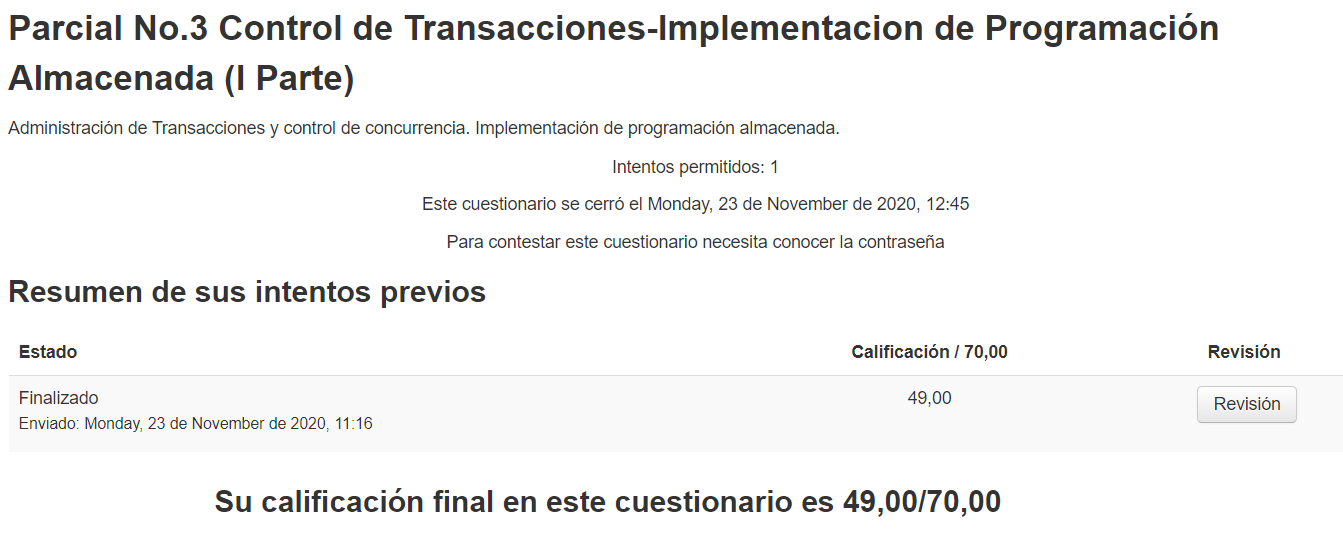 Parcial No.3 Control de Transacciones-Implementacion de Programación
Almacenada (I Parte)
Administración de Transacciones y control de concurrencia. Implementación de programación almacenada.
Intentos permitidos: 1
Este cuestionario se cerró el Monday, 23 de November de 2020, 12:45
Para contestar este cuestionario necesita conocer la contraseña
Resumen de sus intentos previos
Estado Calificación / 70,00 Revisión
Finalizado 49,00 Revisión
Enviado: Monday, 23 de November de 2020, 11:16
Su calificación final en este cuestionario es 49,00/70,00